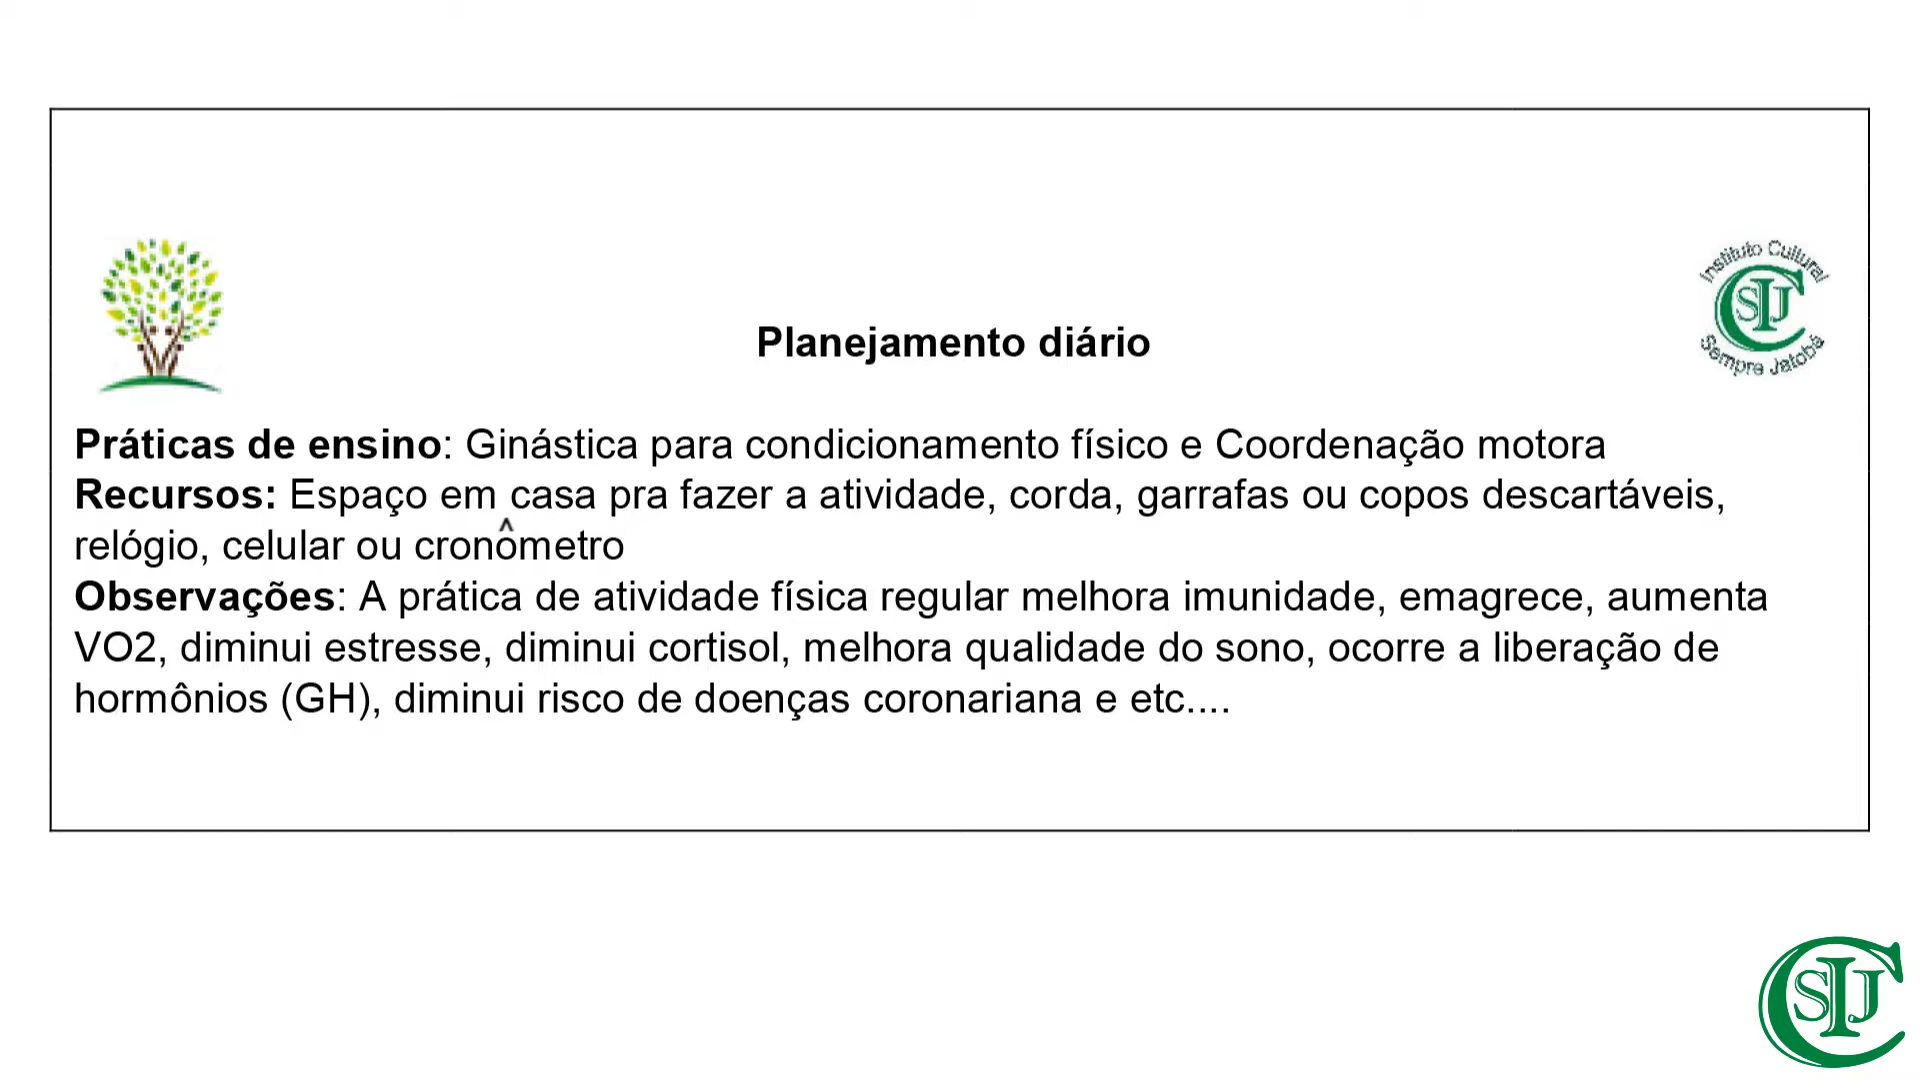 Instituto Cultural
CSIJ
Sempre Jatobá
Planejamento diário
Práticas de ensino: Ginástica para condicionamento físico e Coordenação motora
Recursos: Espaço em casa pra fazer a atividade, corda, garrafas ou copos descartáveis,
relógio, celular ou cronômetro
Observações: A prática de atividade física regular melhora imunidade, emagrece, aumenta
VO2, diminui estresse, diminui cortisol, melhora qualidade do sono, ocorre a liberação de
hormônios (GH), diminui risco de doenças coronariana e etc....
CSIJ